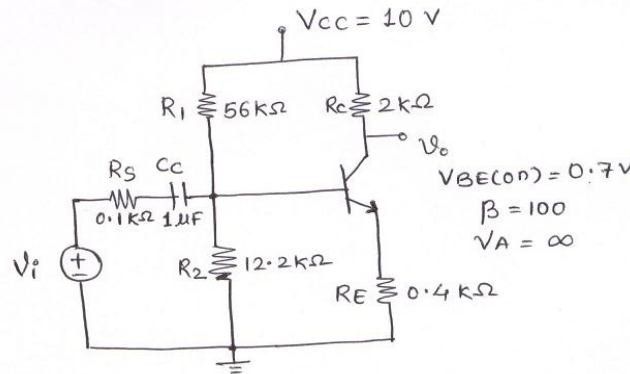 Vcc = 10 V
R1 56KΩ
Rc 2KΩ
Vo
Rs Cc
0.1KΩ 1µF
VBE(on) = 0.7V
β = 100
VA = ∞
Vi
R2 12.2KΩ
RE 0.4KΩ